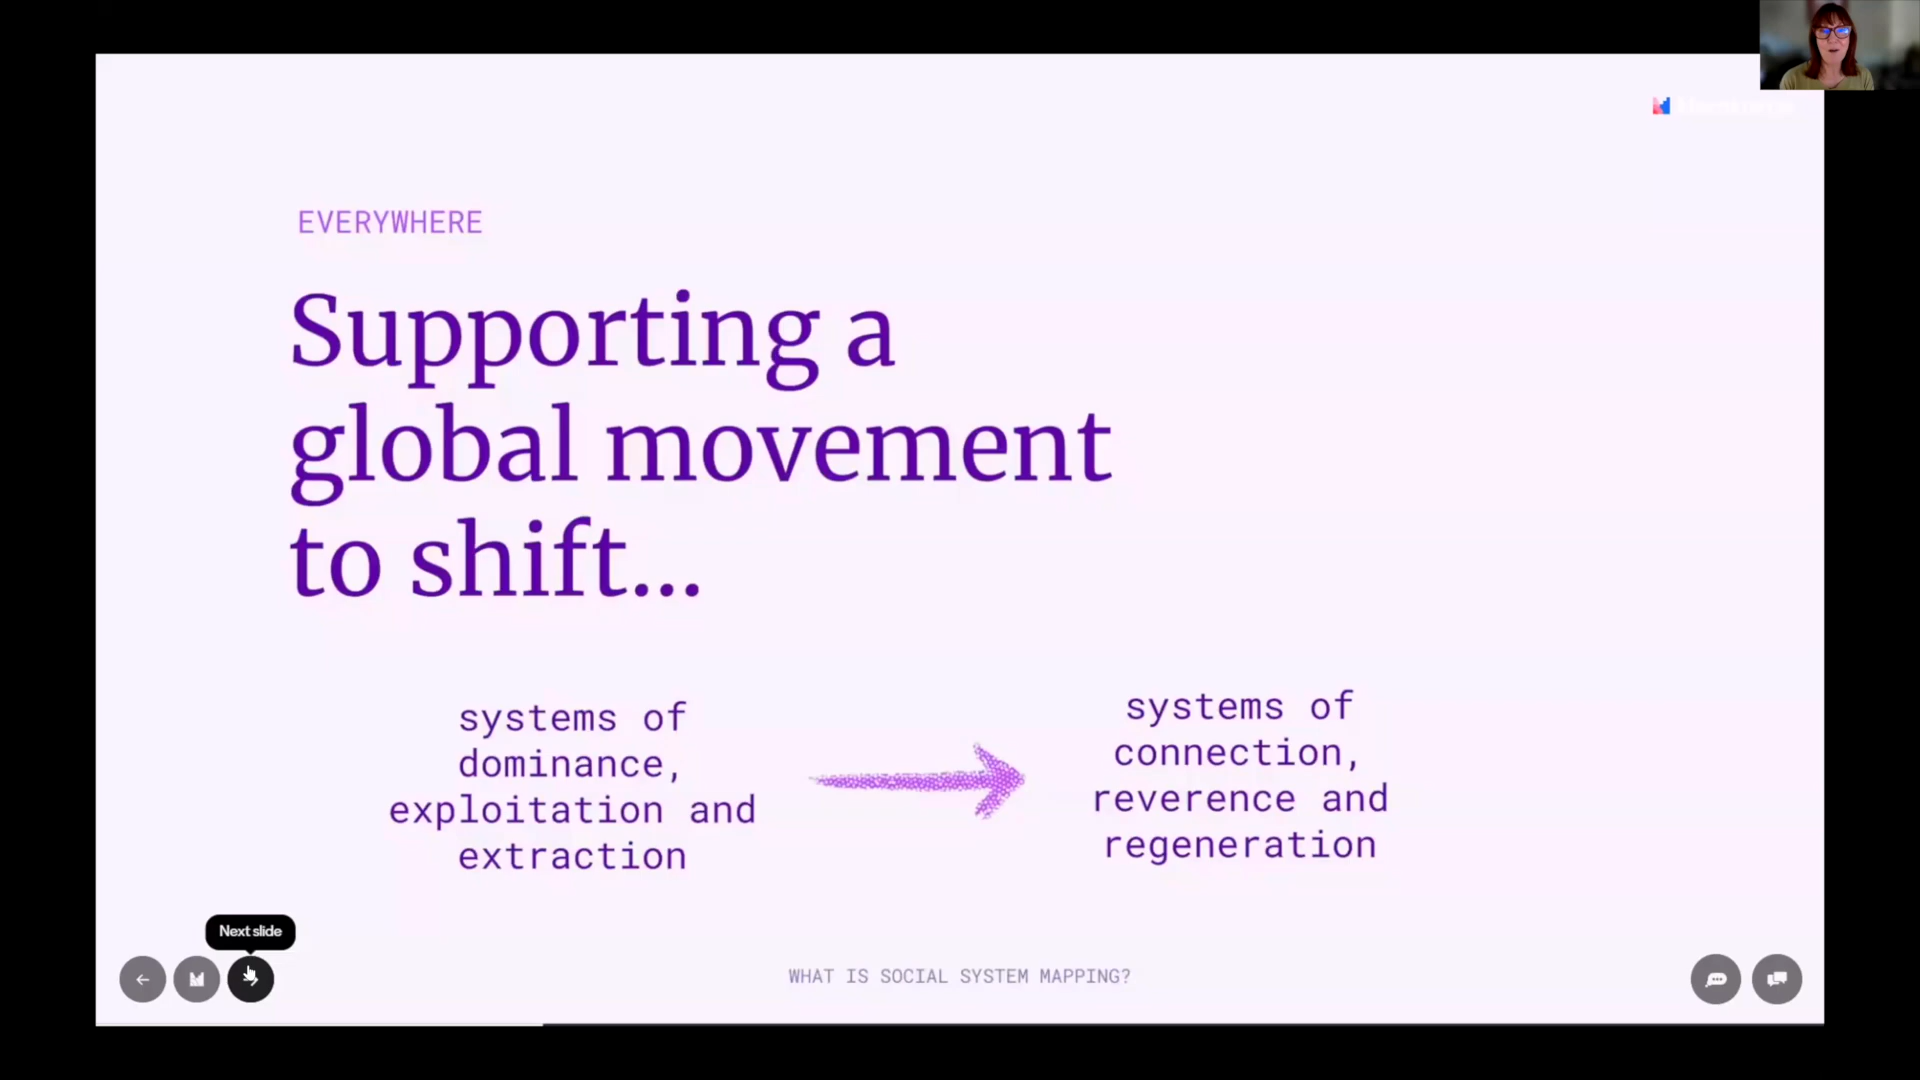 EVERYWHERE
Supporting a
global movement
to shift...
systems of
dominance,
exploitation and
extraction
systems of
connection,
reverence and
regeneration
Next slide
WHAT IS SOCIAL SYSTEM MAPPING?